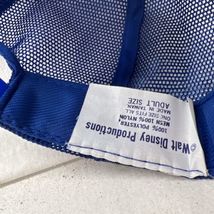 ©Walt Disney Productions
100% POLYESTER
MESH 100% NYLON
ONE SIZE FITS ALL
MADE IN TAIWAN
ADULT SIZE